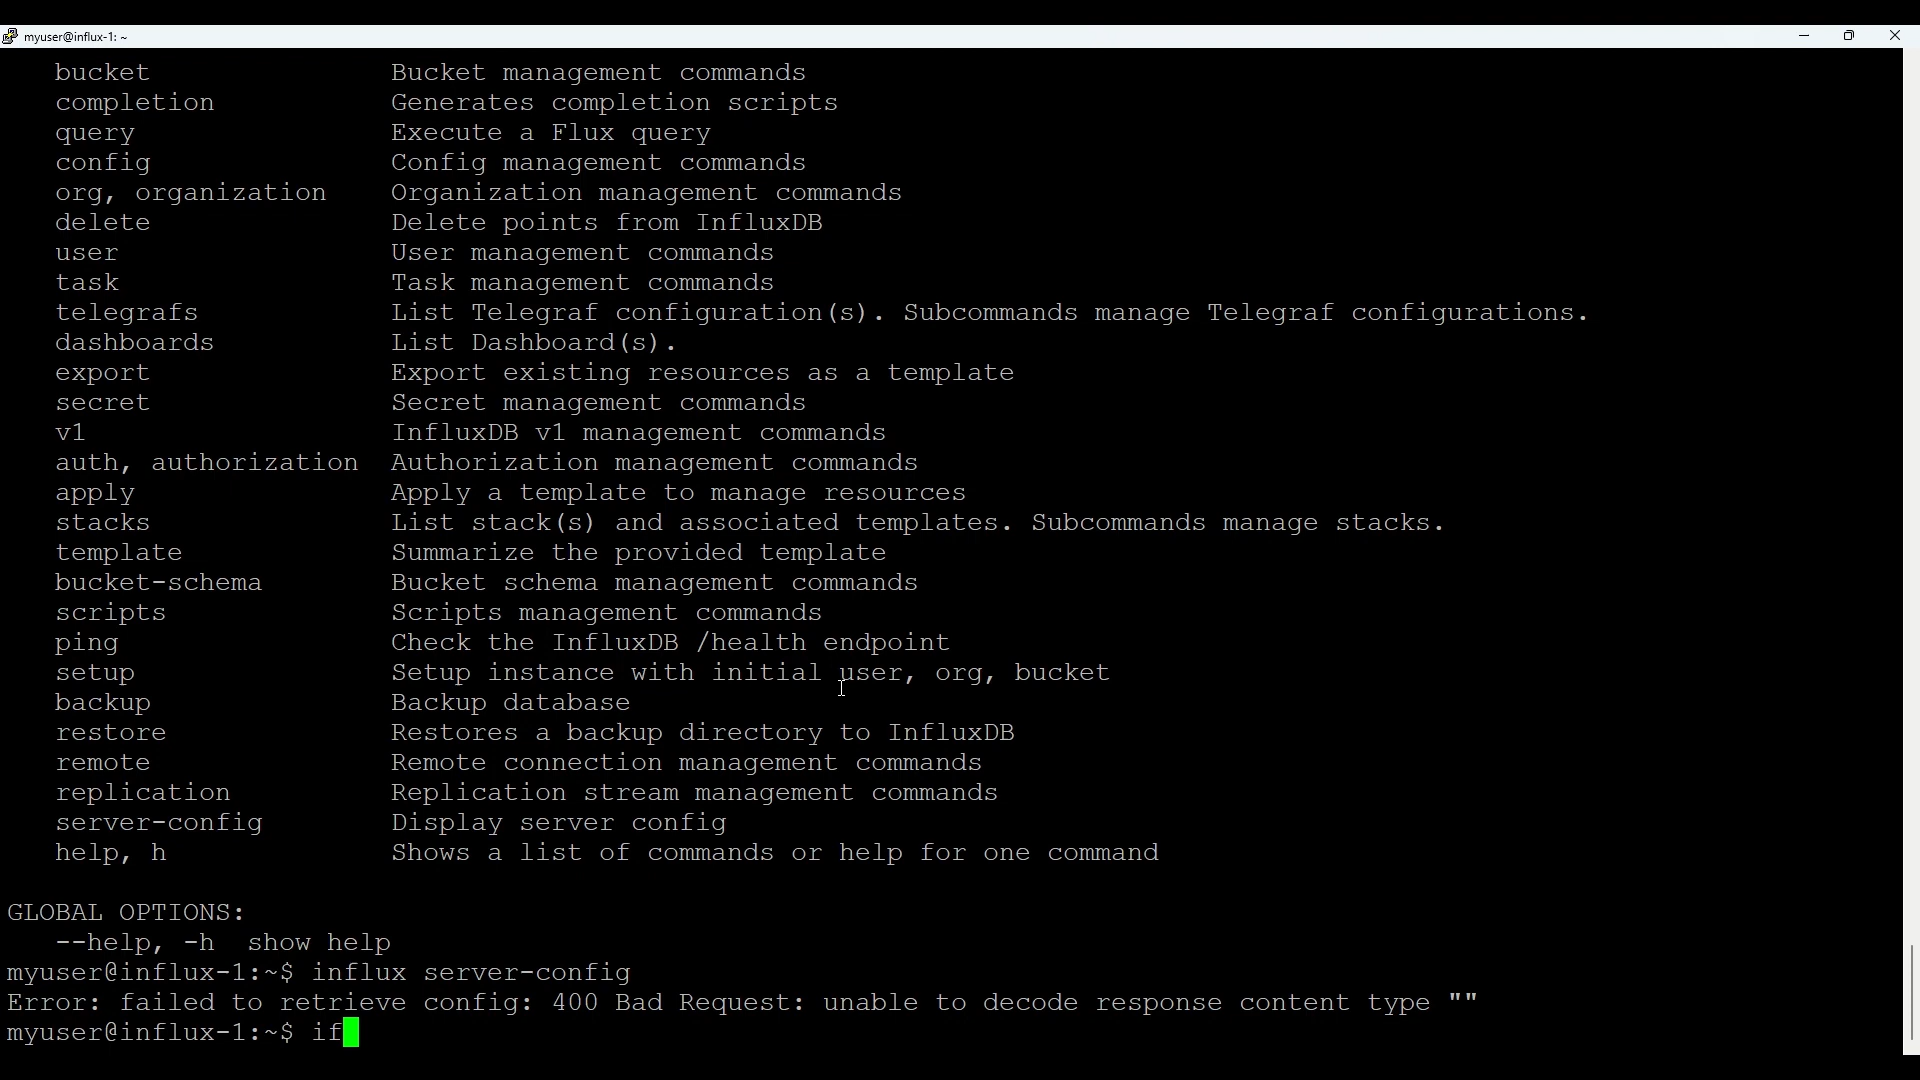 myuser@influx-1: ~
bucket Bucket management commands
completion Generates completion scripts
query Execute a Flux query
config Config management commands
org, organization Organization management commands
delete Delete points from InfluxDB
user User management commands
task Task management commands
telegrafs List Telegraf configuration(s). Subcommands manage Telegraf configurations.
dashboards List Dashboard(s).
export Export existing resources as a template
secret Secret management commands
v1 InfluxDB v1 management commands
auth, authorization Authorization management commands
apply Apply a template to manage resources
stacks List stack(s) and associated templates. Subcommands manage stacks.
template Summarize the provided template
bucket-schema Bucket schema management commands
scripts Scripts management commands
ping Check the InfluxDB /health endpoint
setup Setup instance with initial user, org, bucket
backup Backup database
restore Restores a backup directory to InfluxDB
remote Remote connection management commands
replication Replication stream management commands
server-config Display server config
help, h Shows a list of commands or help for one command
GLOBAL OPTIONS:
--help, -h show help
myuser@influx-1:~$ influx server-config
Error: failed to retrieve config: 400 Bad Request: unable to decode response content type ""
myuser@influx-1:~$ if